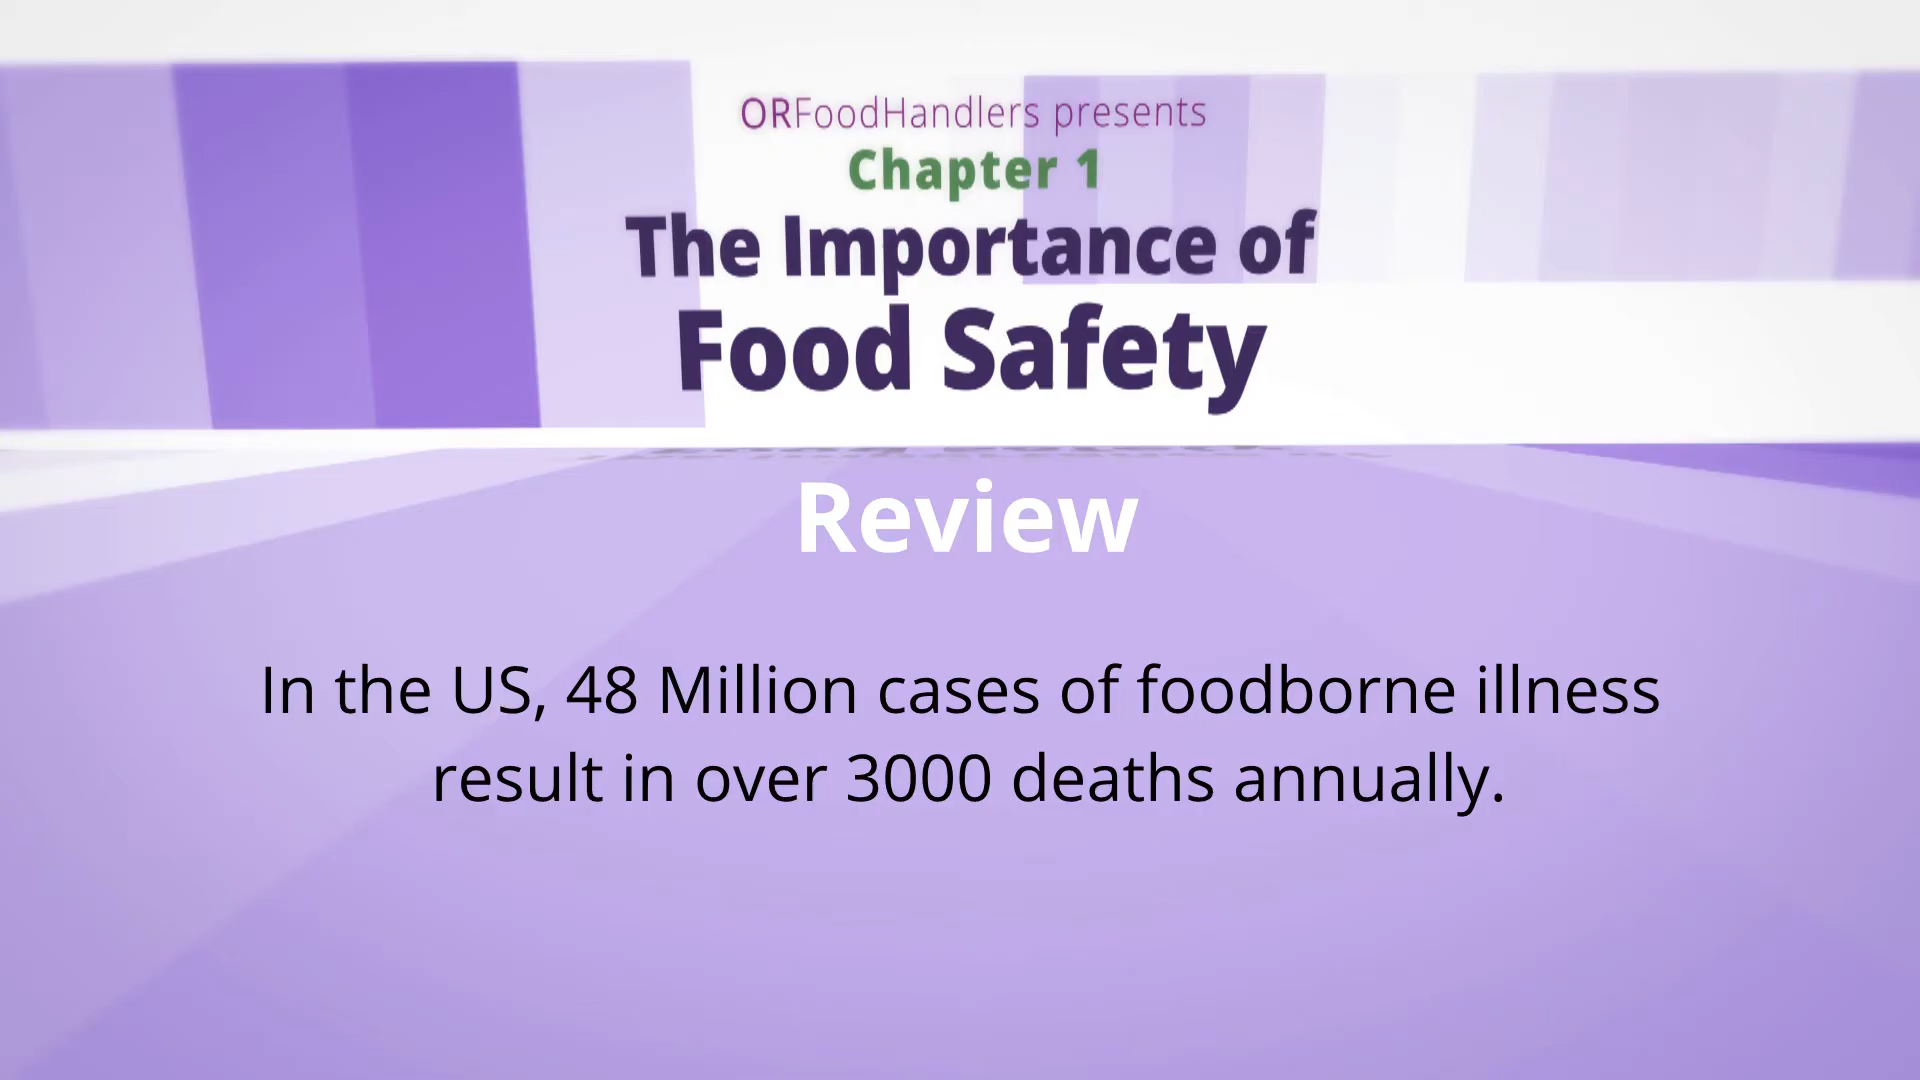 ORFoodHandlers presents
Chapter 1
The Importance of
Food Safety
Review
In the US, 48 Million cases of foodborne illness
result in over 3000 deaths annually.